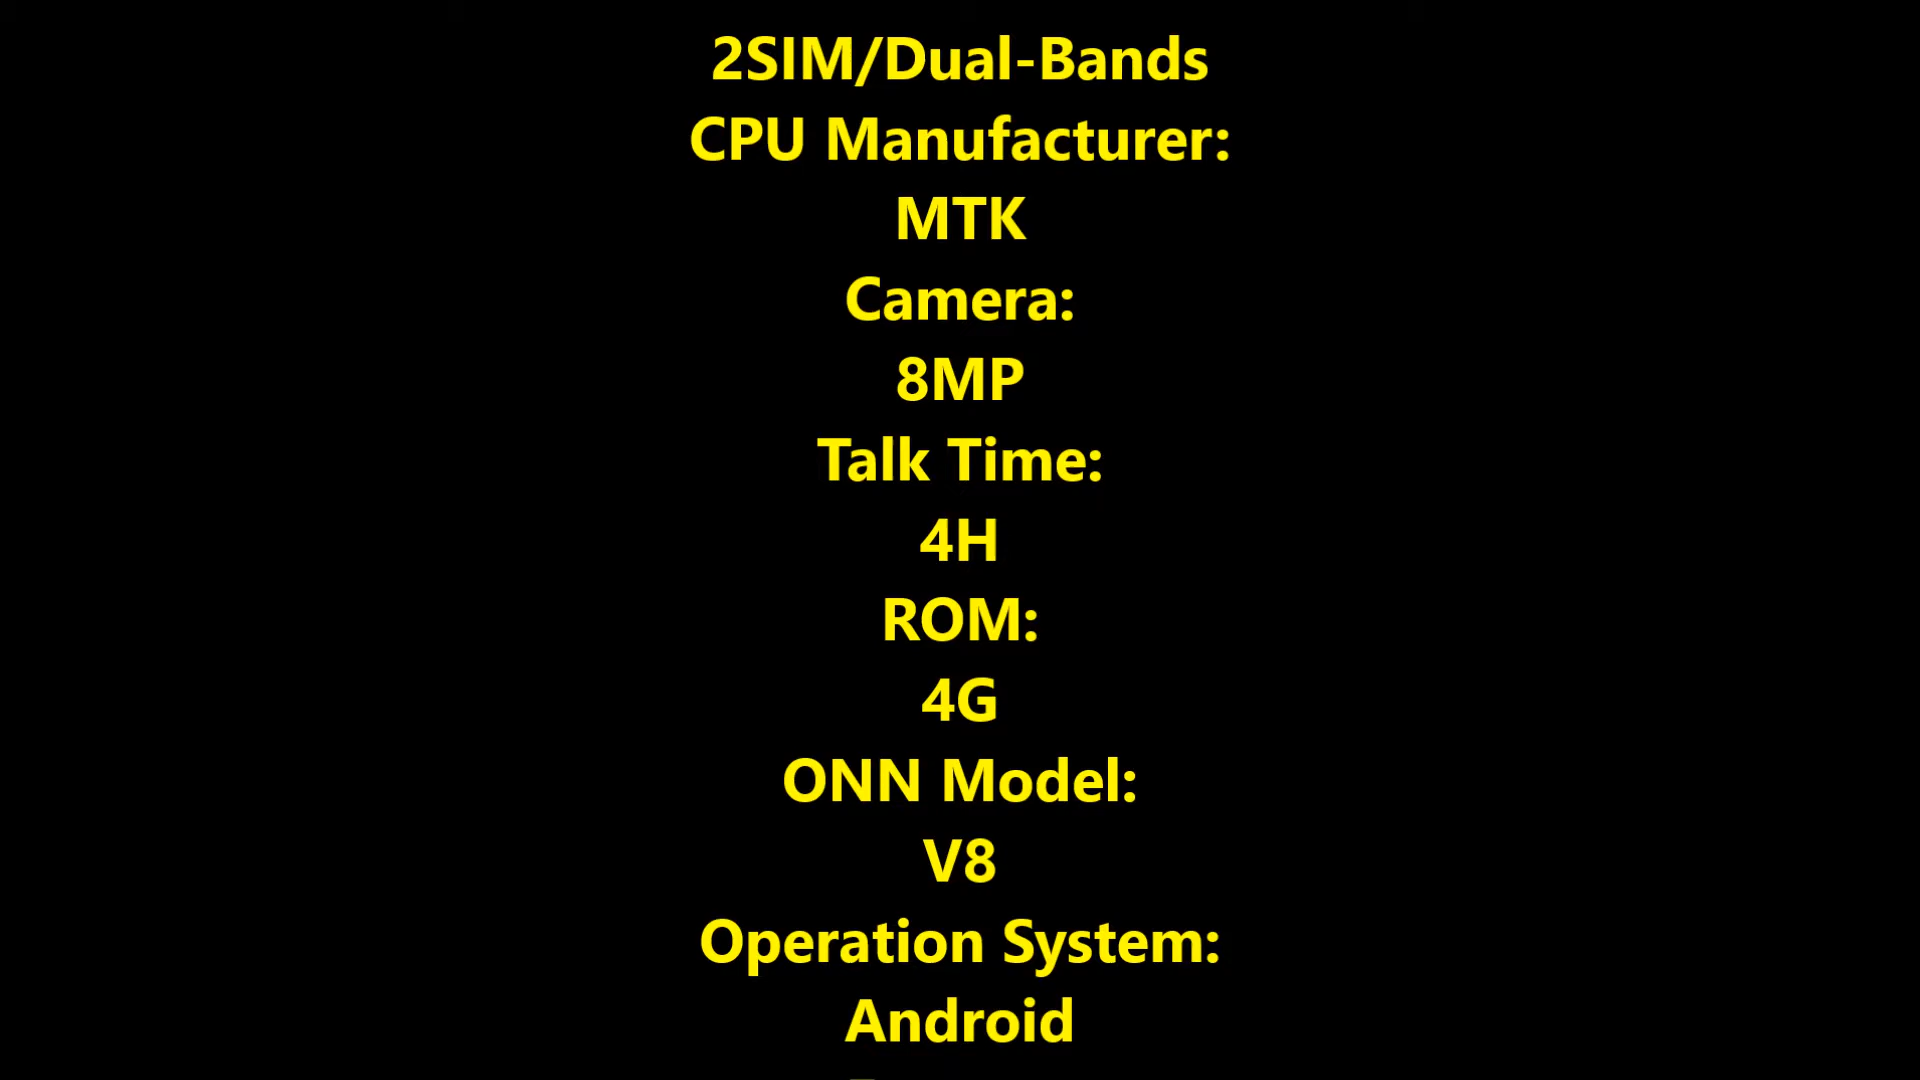 2SIM/Dual-Bands
CPU Manufacturer:
MTK
Camera:
8MP
Talk Time:
4H
ROM:
4G
ONN Model:
V8
Operation System:
Android